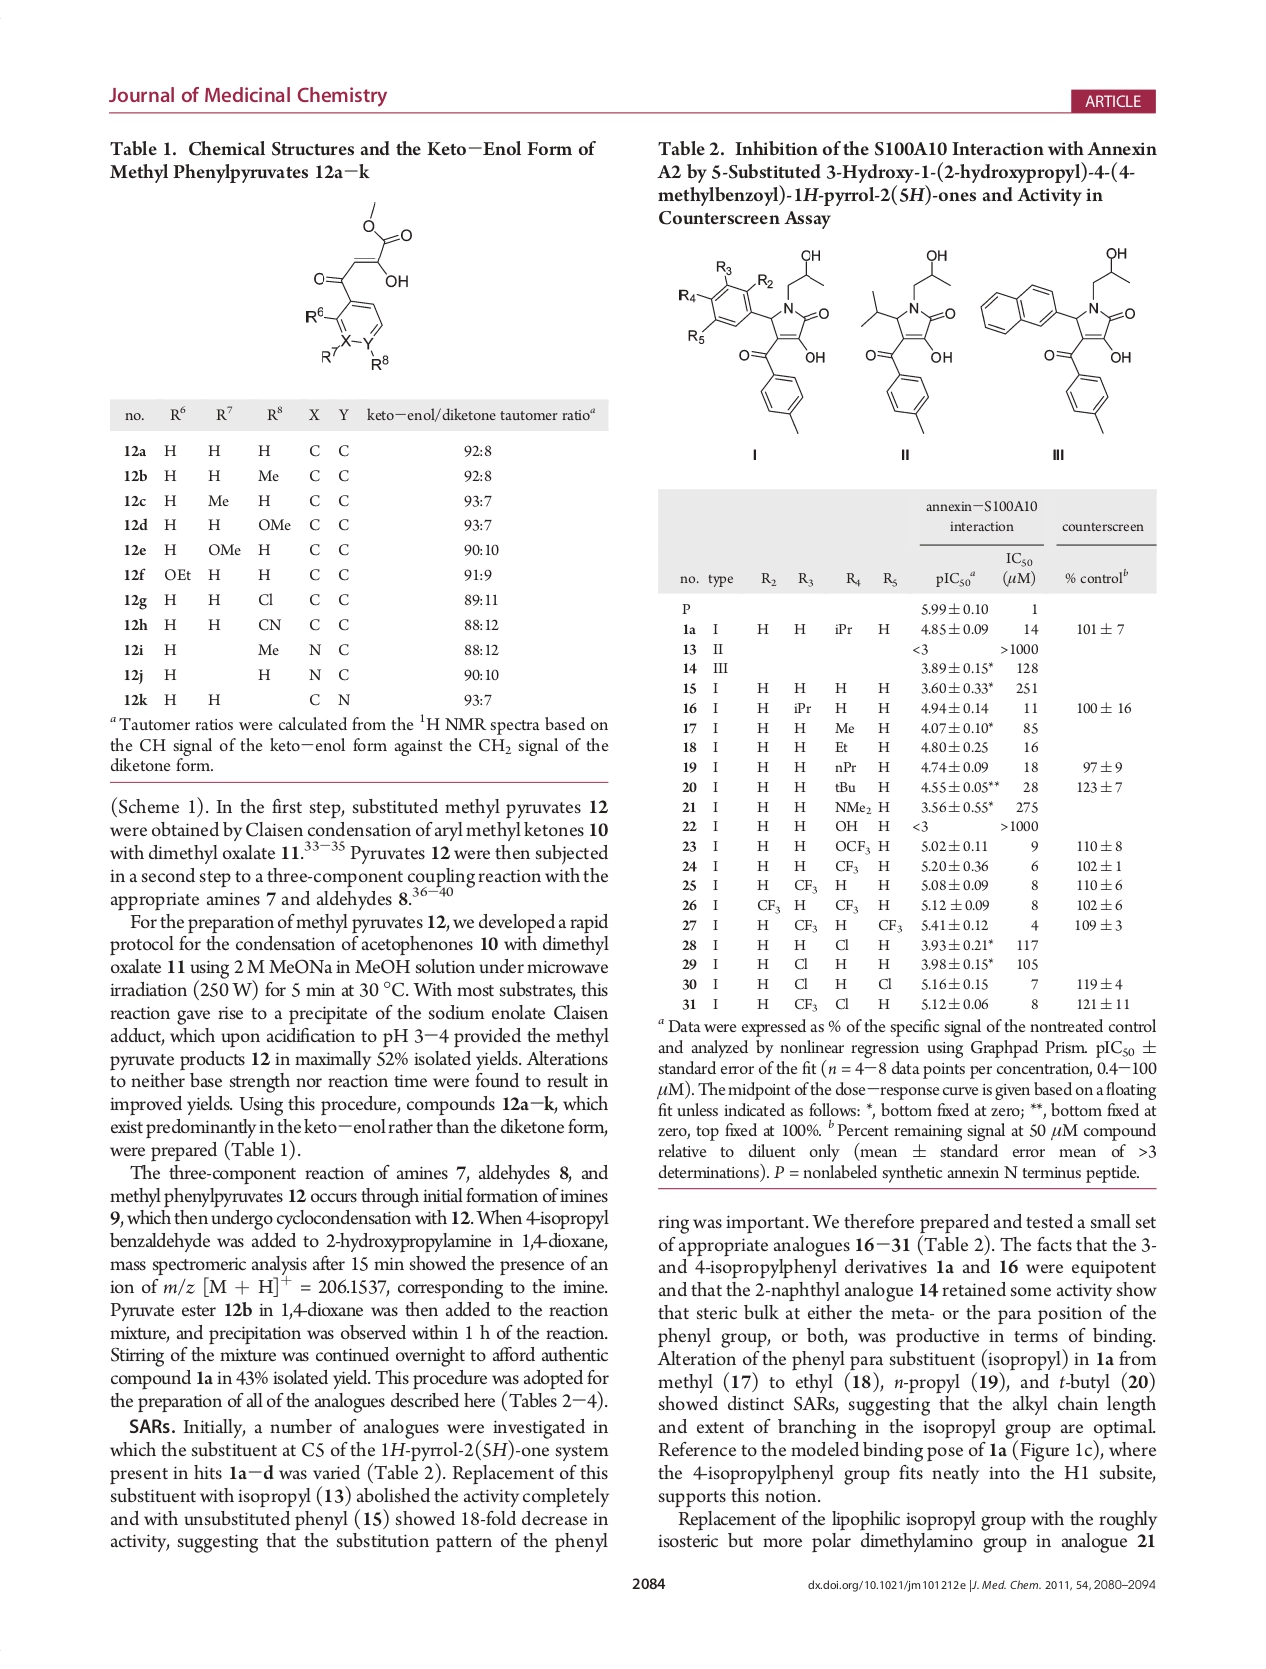 Journal of Medicinal Chemistry
ARTICLE
Table 1. Chemical Structures and the Keto−Enol Form of
Methyl Phenylpyruvates 12a−k
O
O
O
OH
R6
X
Y
R7
R8
no. R6 R7 R8 X Y keto−enol/diketone tautomer ratioa
12a H H H C C 92:8
12b H H Me C C 92:8
12c H Me H C C 93:7
12d H H OMe C C 93:7
12e H OMe H C C 90:10
12f OEt H H C C 91:9
12g H H Cl C C 89:11
12h H H CN C C 88:12
12i H Me N C 88:12
12j H H N C 90:10
12k H H C N 93:7
a Tautomer ratios were calculated from the 1H NMR spectra based on
the CH signal of the keto−enol form against the CH2 signal of the
diketone form.
(Scheme 1). In the first step, substituted methyl pyruvates 12
were obtained by Claisen condensation of aryl methyl ketones 10
with dimethyl oxalate 11.33−35 Pyruvates 12 were then subjected
in a second step to a three-component coupling reaction with the
appropriate amines 7 and aldehydes 8.36−40
For the preparation of methyl pyruvates 12, we developed a rapid
protocol for the condensation of acetophenones 10 with dimethyl
oxalate 11 using 2 M MeONa in MeOH solution under microwave
irradiation (250 W) for 5 min at 30 °C. With most substrates, this
reaction gave rise to a precipitate of the sodium enolate Claisen
adduct, which upon acidification to pH 3−4 provided the methyl
pyruvate products 12 in maximally 52% isolated yields. Alterations
to neither base strength nor reaction time were found to result in
improved yields. Using this procedure, compounds 12a−k, which
exist predominantly in the keto−enol rather than the diketone form,
were prepared (Table 1).
The three-component reaction of amines 7, aldehydes 8, and
methyl phenylpyruvates 12 occurs through initial formation of imines
9, which then undergo cyclocondensation with 12. When 4-isopropyl
benzaldehyde was added to 2-hydroxypropylamine in 1,4-dioxane,
mass spectromeric analysis after 15 min showed the presence of an
ion of m/z [M + H]+ = 206.1537, corresponding to the imine.
Pyruvate ester 12b in 1,4-dioxane was then added to the reaction
mixture, and precipitation was observed within 1 h of the reaction.
Stirring of the mixture was continued overnight to afford authentic
compound 1a in 43% isolated yield. This procedure was adopted for
the preparation of all of the analogues described here (Tables 2−4).
SARs. Initially, a number of analogues were investigated in
which the substituent at C5 of the 1H-pyrrol-2(5H)-one system
present in hits 1a−d was varied (Table 2). Replacement of this
substituent with isopropyl (13) abolished the activity completely
and with unsubstituted phenyl (15) showed 18-fold decrease in
activity, suggesting that the substitution pattern of the phenyl
Table 2. Inhibition of the S100A10 Interaction with Annexin
A2 by 5-Substituted 3-Hydroxy-1-(2-hydroxypropyl)-4-(4-
methylbenzoyl)-1H-pyrrol-2(5H)-ones and Activity in
Counterscreen Assay
OH OH OH
R3
R2
R4
R5
N O N O N O
O OH O OH O OH
I II III
annexin−S100A10
interaction counterscreen
no. type R2 R3 R4 R5 pIC50a IC50 (μM) % controlb
P 5.99 ± 0.10 1
1a I H H iPr H 4.85 ± 0.09 14 101 ± 7
13 II <3 >1000
14 III 3.89 ± 0.15* 128
15 I H H H H 3.60 ± 0.33* 251
16 I H iPr H H 4.94 ± 0.14 11 100 ± 16
17 I H H Me H 4.07 ± 0.10* 85
18 I H H Et H 4.80 ± 0.25 16
19 I H H nPr H 4.74 ± 0.09 18 97 ± 9
20 I H H tBu H 4.55 ± 0.05** 28 123 ± 7
21 I H H NMe2 H 3.56 ± 0.55* 275
22 I H H OH H <3 >1000
23 I H H OCF3 H 5.02 ± 0.11 9 110 ± 8
24 I H H CF3 H 5.20 ± 0.36 6 102 ± 1
25 I H CF3 H H 5.08 ± 0.09 8 110 ± 6
26 I CF3 H CF3 H 5.12 ± 0.09 8 102 ± 6
27 I H CF3 H CF3 5.41 ± 0.12 4 109 ± 3
28 I H H Cl H 3.93 ± 0.21* 117
29 I H Cl H H 3.98 ± 0.15* 105
30 I H Cl H Cl 5.16 ± 0.15 7 119 ± 4
31 I H CF3 Cl H 5.12 ± 0.06 8 121 ± 11
a Data were expressed as % of the specific signal of the nontreated control
and analyzed by nonlinear regression using Graphpad Prism. pIC50 ±
standard error of the fit (n = 4−8 data points per concentration, 0.4−100
μM). The midpoint of the dose−response curve is given based on a floating
fit unless indicated as follows: *, bottom fixed at zero; **, bottom fixed at
zero, top fixed at 100%. b Percent remaining signal at 50 μM compound
relative to diluent only (mean ± standard error mean of >3
determinations). P = nonlabeled synthetic annexin N terminus peptide.
ring was important. We therefore prepared and tested a small set
of appropriate analogues 16−31 (Table 2). The facts that the 3-
and 4-isopropylphenyl derivatives 1a and 16 were equipotent
and that the 2-naphthyl analogue 14 retained some activity show
that steric bulk at either the meta- or the para position of the
phenyl group, or both, was productive in terms of binding.
Alteration of the phenyl para substituent (isopropyl) in 1a from
methyl (17) to ethyl (18), n-propyl (19), and t-butyl (20)
showed distinct SARs, suggesting that the alkyl chain length
and extent of branching in the isopropyl group are optimal.
Reference to the modeled binding pose of 1a (Figure 1c), where
the 4-isopropylphenyl group fits neatly into the H1 subsite,
supports this notion.
Replacement of the lipophilic isopropyl group with the roughly
isosteric but more polar dimethylamino group in analogue 21
2084
dx.doi.org/10.1021/jm101212e |J. Med. Chem. 2011, 54, 2080–2094